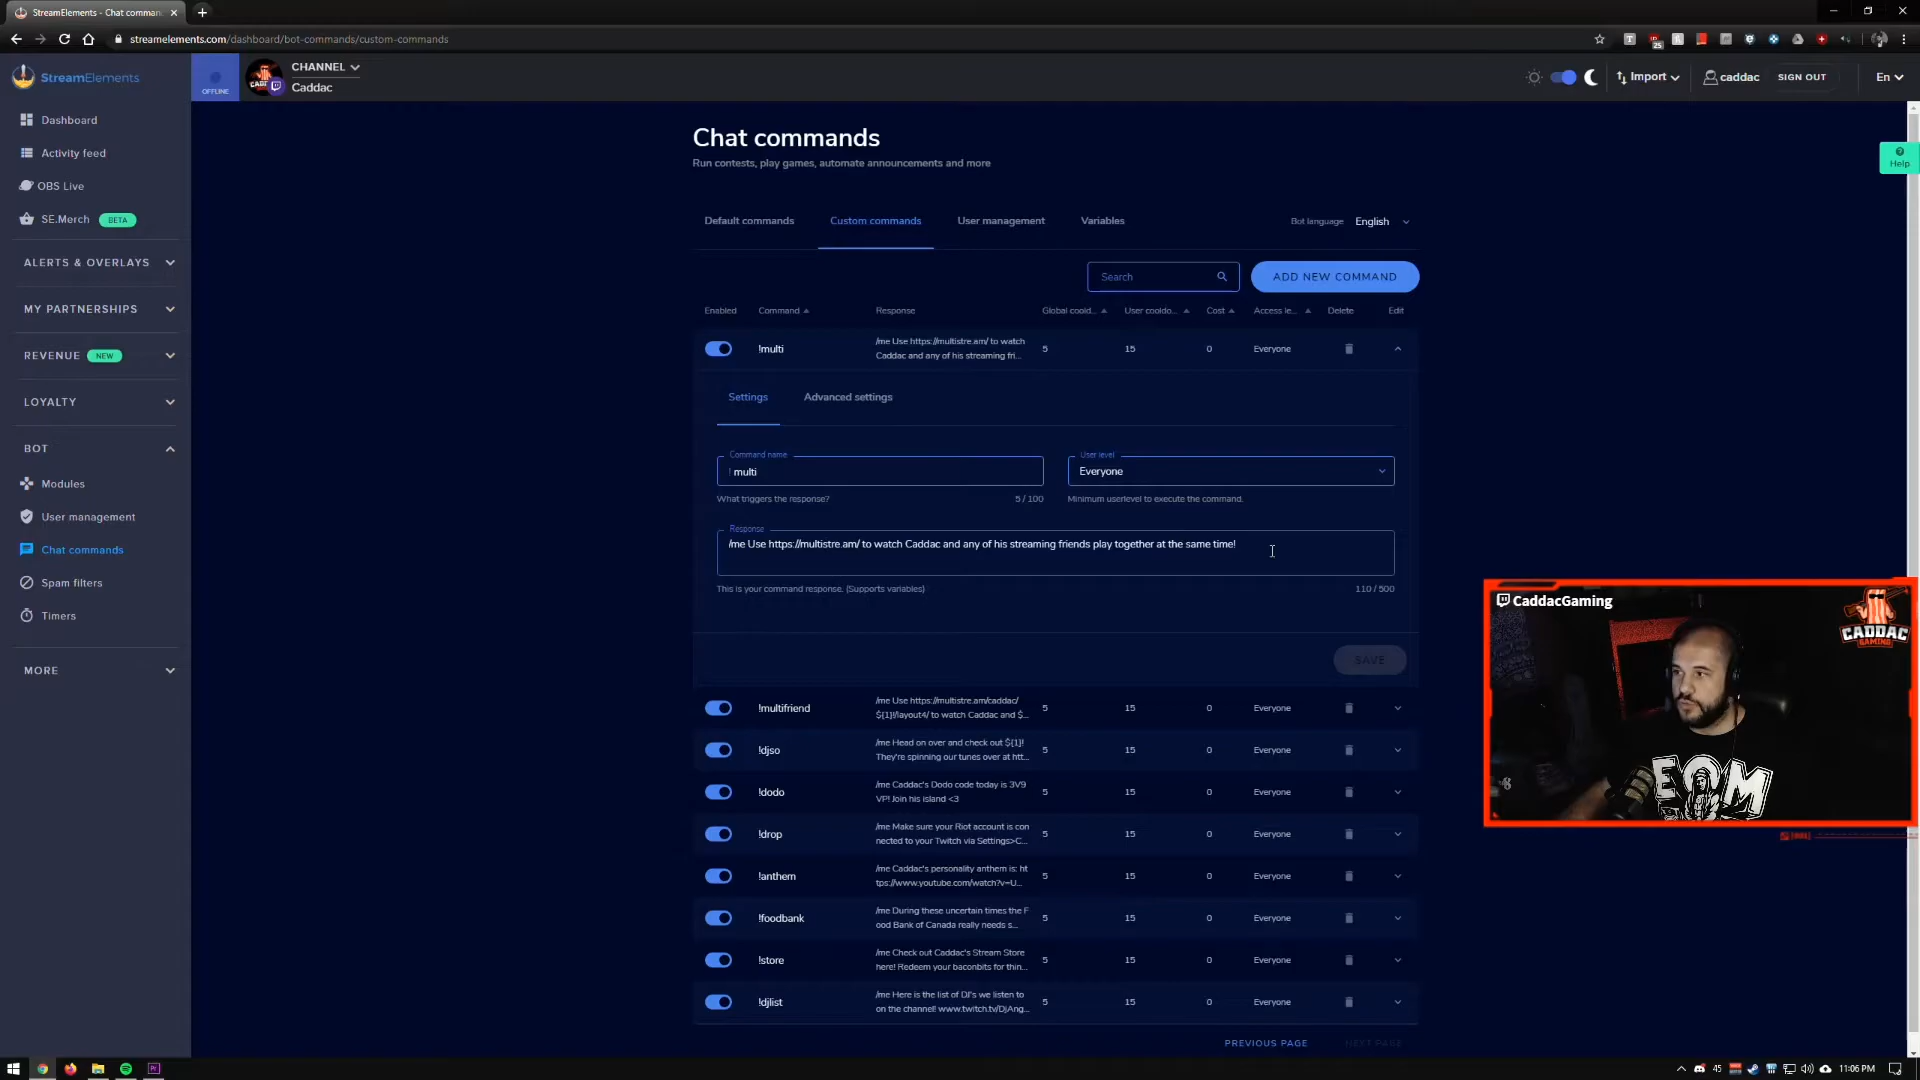 StreamElements - Chat comman
streamelements.com/dashboard/bot-commands/custom-commands
25
StreamElements
OFFLINE
CHANNEL
Caddac
Import
caddac
SIGN OUT
En
Help
Dashboard
Activity feed
OBS Live
SE.Merch BETA
ALERTS & OVERLAYS
MY PARTNERSHIPS
REVENUE NEW
LOYALTY
BOT
Modules
User management
Chat commands
Spam filters
Timers
MORE
Chat commands
Run contests, play games, automate announcements and more
Default commands
Custom commands
User management
Variables
Bot language English
Search
ADD NEW COMMAND
Enabled Command Response Global coold... User cooldo... Cost Access le... Delete Edit
!multi
/me Use https://multistre.am/ to watch
Caddac and any of his streaming fri...
5 15 0 Everyone
Settings
Advanced settings
Command name
! multi
What triggers the response?
5 / 100
User level
Everyone
Minimum userlevel to execute the command.
Response
/me Use https://multistre.am/ to watch Caddac and any of his streaming friends play together at the same time!
This is your command response. (Supports variables)
110 / 500
SAVE
!multifriend
/me Use https://multistre.am/caddac/
${1}!/layout4/ to watch Caddac and $...
5 15 0 Everyone
!djso
/me Head on over and check out ${1}!
They're spinning our tunes over at htt...
5 15 0 Everyone
!dodo
/me Caddac's Dodo code today is 3V9
VP! Join his island <3
5 15 0 Everyone
!drop
/me Make sure your Riot account is con
nected to your Twitch via Settings>C...
5 15 0 Everyone
!anthem
/me Caddac's personality anthem is: ht
tps://www.youtube.com/watch?v=U...
5 15 0 Everyone
!foodbank
/me During these uncertain times the F
ood Bank of Canada really needs s...
5 15 0 Everyone
!store
/me Check out Caddac's Stream Store
here! Redeem your baconbits for thin...
5 15 0 Everyone
!djlist
/me Here is the list of DJ's we listen to
on the channel! www.twitch.tv/DjAng...
5 15 0 Everyone
PREVIOUS PAGE
NEXT PAGE
CaddacGaming
CADDAC
GAMING
EOM
45
11:06 PM